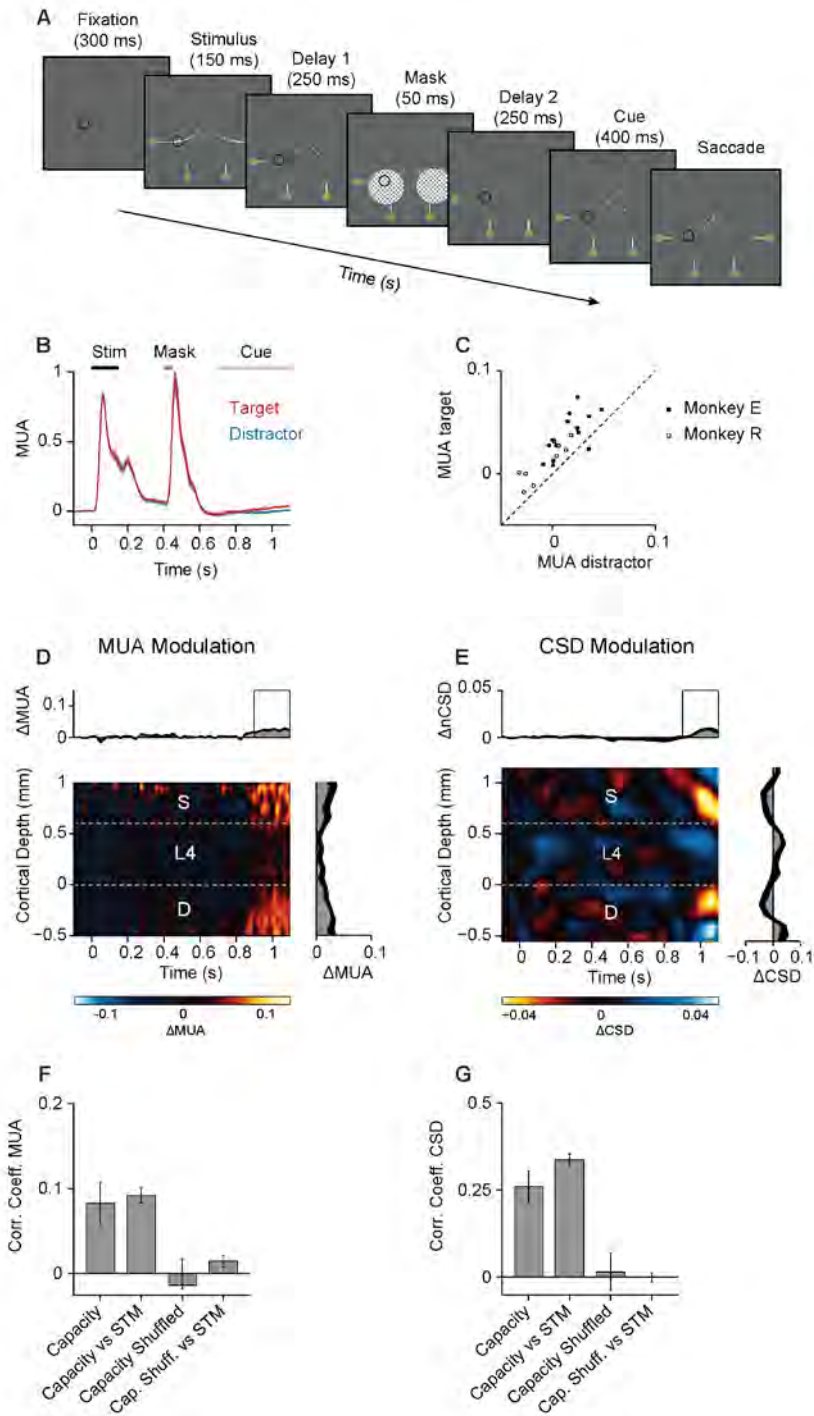 A
Fixation
(300 ms)
Stimulus
(150 ms)
Delay 1
(250 ms)
Mask
(50 ms)
Delay 2
(250 ms)
Cue
(400 ms)
Saccade
Time (s)
B
Stim
Mask
Cue
1
0.5
0
MUA
Target
Distractor
0
0.2
0.4
0.6
0.8
1
Time (s)
C
0.1
0
MUA target
Monkey E
Monkey R
0
0.1
MUA distractor
MUA Modulation
D
0.1
0
ΔMUA
1
0.5
0
−0.5
Cortical Depth (mm)
S
L4
D
0
0.2
0.4
0.6
0.8
1
Time (s)
0
0.1
ΔMUA
-0.1
0
0.1
ΔMUA
CSD Modulation
E
0.05
0
ΔnCSD
1
0.5
0
−0.5
Cortical Depth (mm)
S
L4
D
0
0.2
0.4
0.6
0.8
1
Time (s)
−0.1
0
0.1
ΔCSD
−0.04
0
0.04
ΔCSD
F
0.2
0.1
0
Corr. Coeff. MUA
Capacity
Capacity vs STM
Capacity Shuffled
Cap. Shuff. vs STM
G
0.5
0.25
0
Corr. Coeff. CSD
Capacity
Capacity vs STM
Capacity Shuffled
Cap. Shuff. vs STM